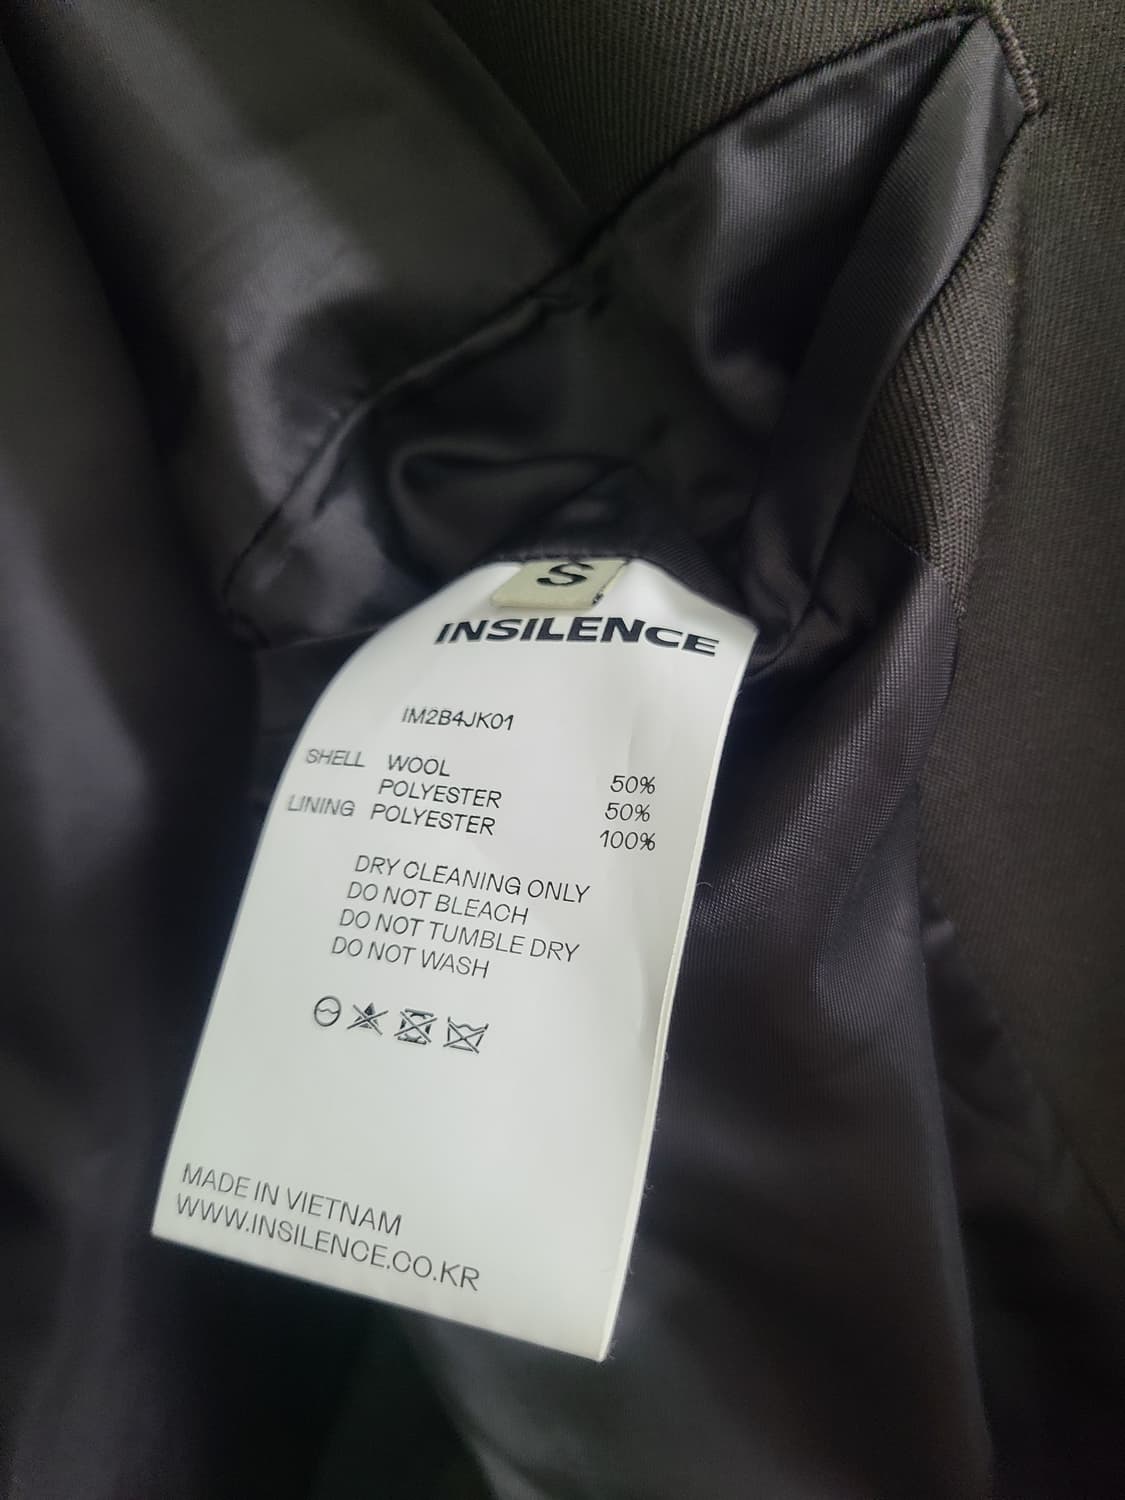 S
INSILENCE
IM2B4JK01
SHELL WOOL 50%
POLYESTER 50%
LINING POLYESTER 100%
DRY CLEANING ONLY
DO NOT BLEACH
DO NOT TUMBLE DRY
DO NOT WASH
MADE IN VIETNAM
WWW.INSILENCE.CO.KR